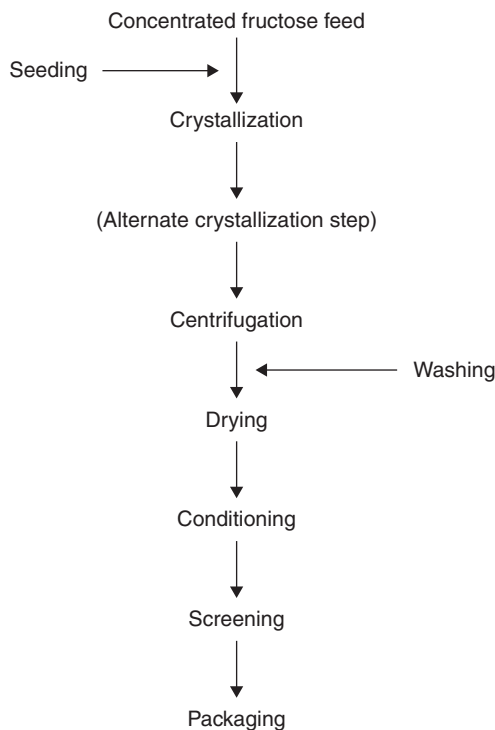 Concentrated fructose feed
Seeding
Crystallization
(Alternate crystallization step)
Centrifugation
Washing
Drying
Conditioning
Screening
Packaging